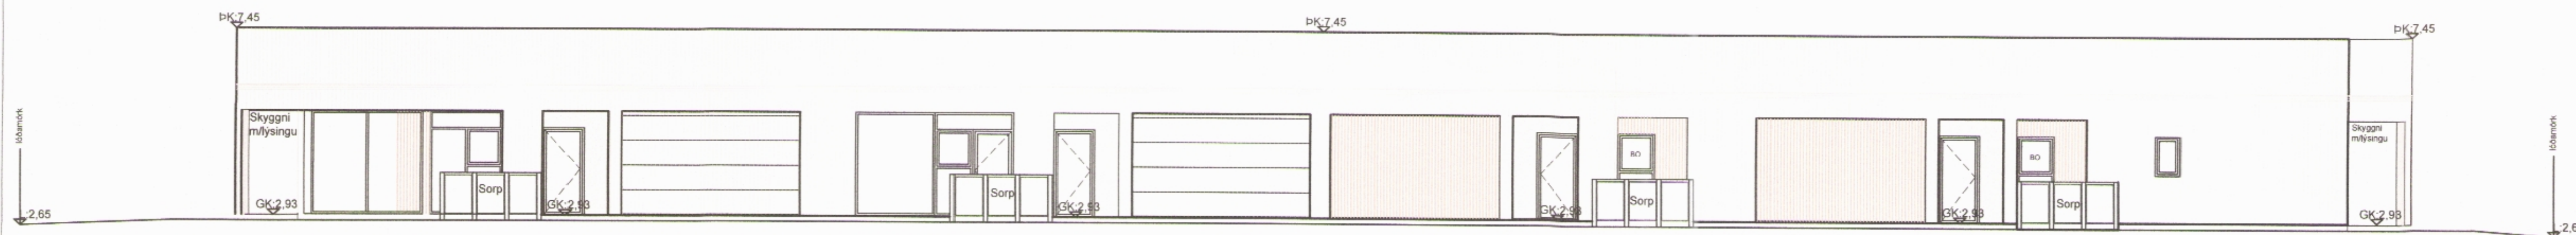 ÞK:7,45
ÞK:7,45
ÞK:7,45
lóðamörk
Skyggni
m/lýsingu
Sorp
Sorp
BO
Sorp
BO
Sorp
Skyggni
m/lýsingu
lóðamörk
GK:2,93
GK:2,93
GK:2,93
GK:2,93
GK:2,93
GK:2,93
:2,65